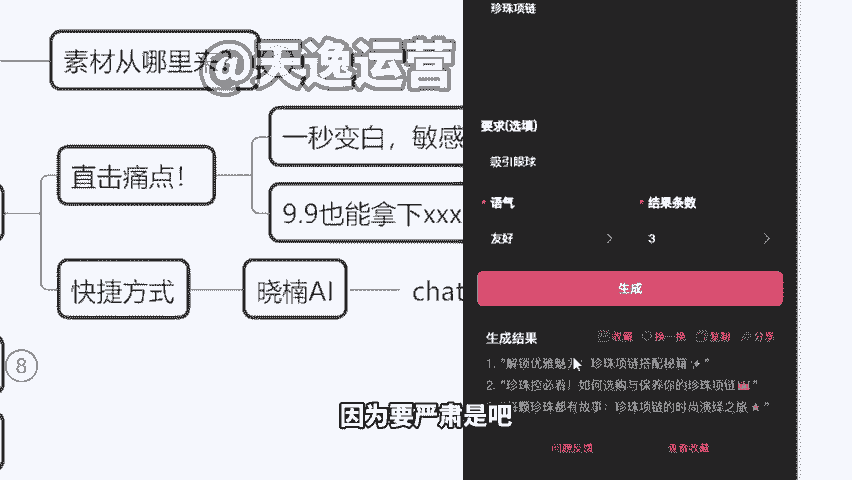 素材从哪里来?
@天逸运营
直击痛点!
一秒变白，敏感
9.9也能拿下xxx
快捷方式
晓楠AI
chat
8
珍珠项链
要求(选填)
吸引眼球
* 语气
* 结果条数
友好
3
生成
生成结果
收藏 换一换 复制 分享
1. "解锁优雅魅力：珍珠项链搭配秘籍"
2. "珍珠控必看！如何选购与保养你的珍珠项链"
颗珍珠都有故事：珍珠项链的时尚演绎之旅"
问题反馈
查看收藏
因为要严肃是吧